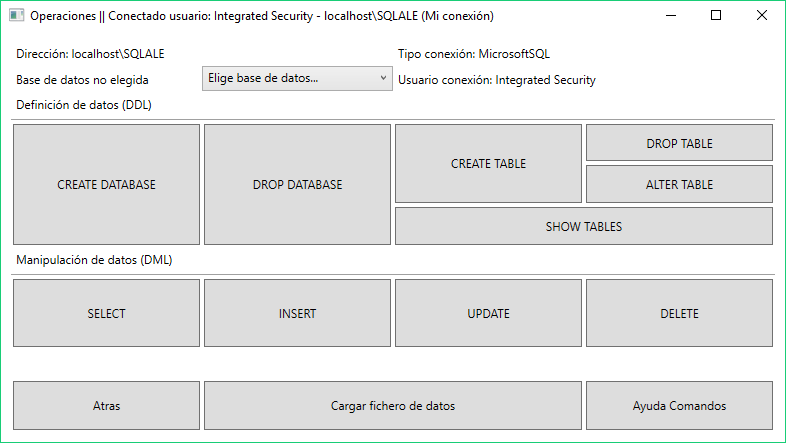 Operaciones || Conectado usuario: Integrated Security - localhost\SQLALE (Mi conexión)
Dirección: localhost\SQLALE
Tipo conexión: MicrosoftSQL
Base de datos no elegida
Elige base de datos...
Usuario conexión: Integrated Security
Definición de datos (DDL)
CREATE DATABASE
DROP DATABASE
CREATE TABLE
DROP TABLE
ALTER TABLE
SHOW TABLES
Manipulación de datos (DML)
SELECT
INSERT
UPDATE
DELETE
Atras
Cargar fichero de datos
Ayuda Comandos